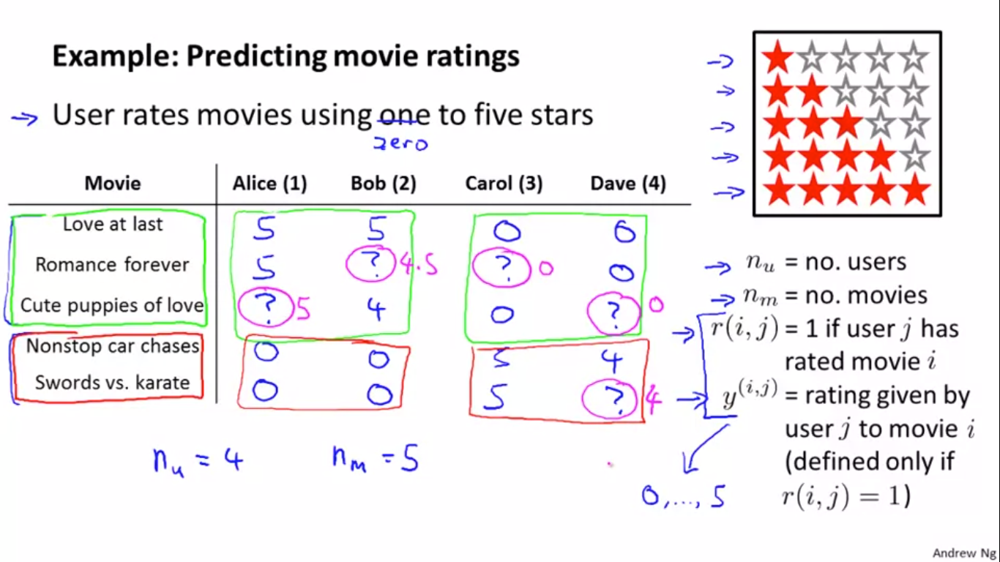 Example: Predicting movie ratings
→ User rates movies using one to five stars
zero
Movie Alice (1) Bob (2) Carol (3) Dave (4)
Love at last 5 5 0 0
Romance forever 5 ? 4.5 ? 0 0
Cute puppies of love ? 5 4 0 ? 0
Nonstop car chases 0 0 5 4
Swords vs. karate 0 0 5 ? 4
n_u = 4 n_m = 5
→ n_u = no. users
→ n_m = no. movies
→ r(i, j) = 1 if user j has
rated movie i
→ y^(i,j) = rating given by
user j to movie i
(defined only if
r(i, j) = 1)
0,..., 5
Andrew Ng